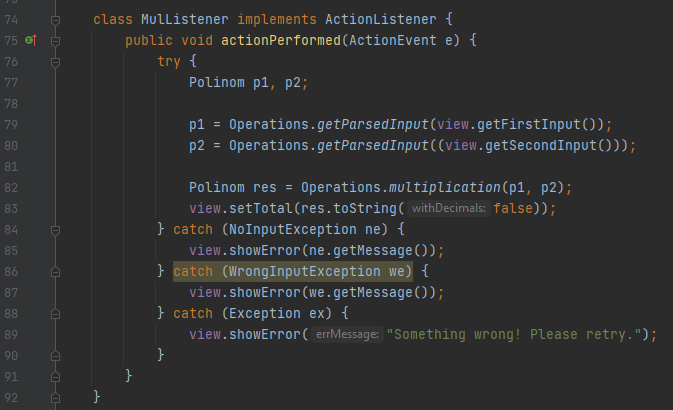 74 class MulListener implements ActionListener {
75 public void actionPerformed(ActionEvent e) {
76 try {
77 Polinom p1, p2;
78
79 p1 = Operations.getParsedInput(view.getFirstInput());
80 p2 = Operations.getParsedInput((view.getSecondInput()));
81
82 Polinom res = Operations.multiplication(p1, p2);
83 view.setTotal(res.toString( withDecimals: false));
84 } catch (NoInputException ne) {
85 view.showError(ne.getMessage());
86 } catch (WrongInputException we) {
87 view.showError(we.getMessage());
88 } catch (Exception ex) {
89 view.showError( errMessage: "Something wrong! Please retry.");
90 }
91 }
92 }